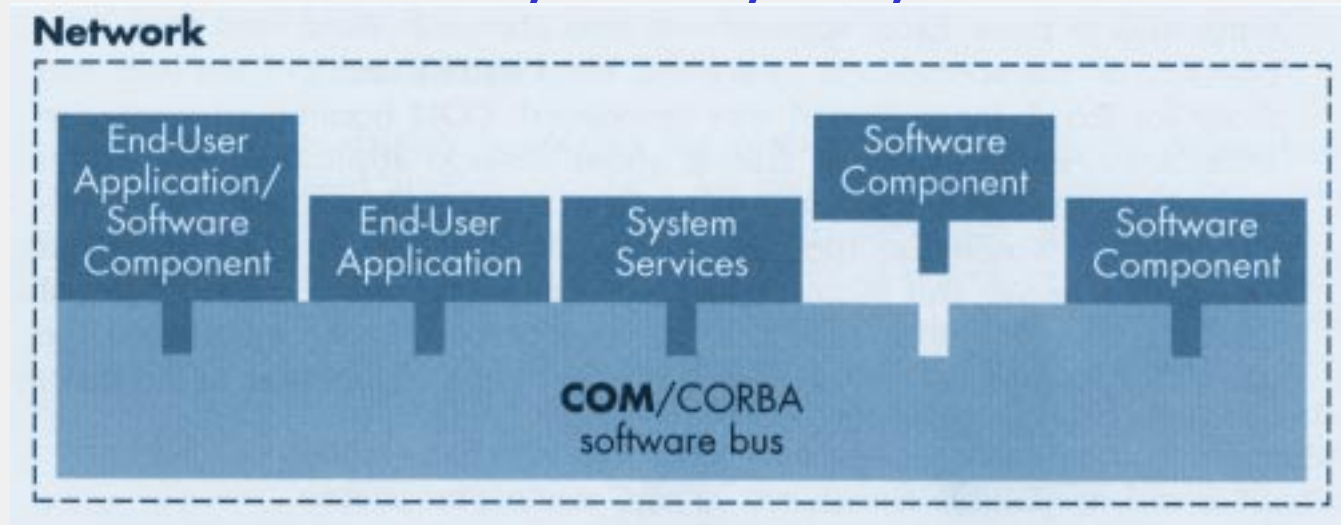 Network
End-User
Application/
Software
Component
End-User
Application
System
Services
Software
Component
Software
Component
COM/CORBA
software bus